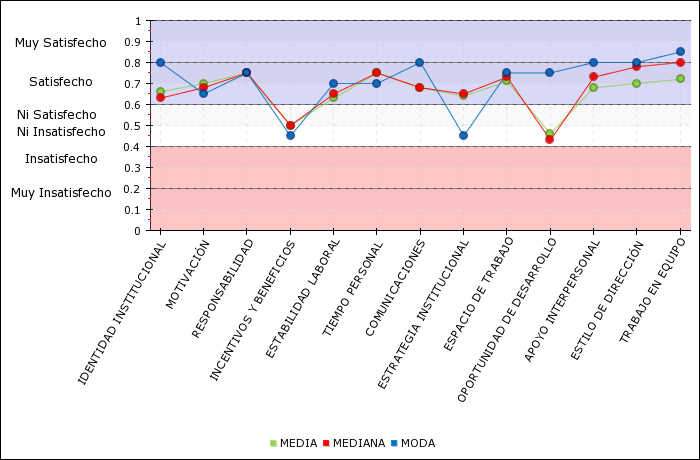 Muy Satisfecho
Satisfecho
Ni Satisfecho
Ni Insatisfecho
Insatisfecho
Muy Insatisfecho
1
0.9
0.8
0.7
0.6
0.5
0.4
0.3
0.2
0.1
0
IDENTIDAD INSTITUCIONAL
MOTIVACIÓN
RESPONSABILIDAD
INCENTIVOS Y BENEFICIOS
ESTABILIDAD LABORAL
TIEMPO PERSONAL
COMUNICACIONES
ESTRATEGIA INSTITUCIONAL
ESPACIO DE TRABAJO
OPORTUNIDAD DE DESARROLLO
APOYO INTERPERSONAL
ESTILO DE DIRECCIÓN
TRABAJO EN EQUIPO
MEDIA MEDIANA MODA